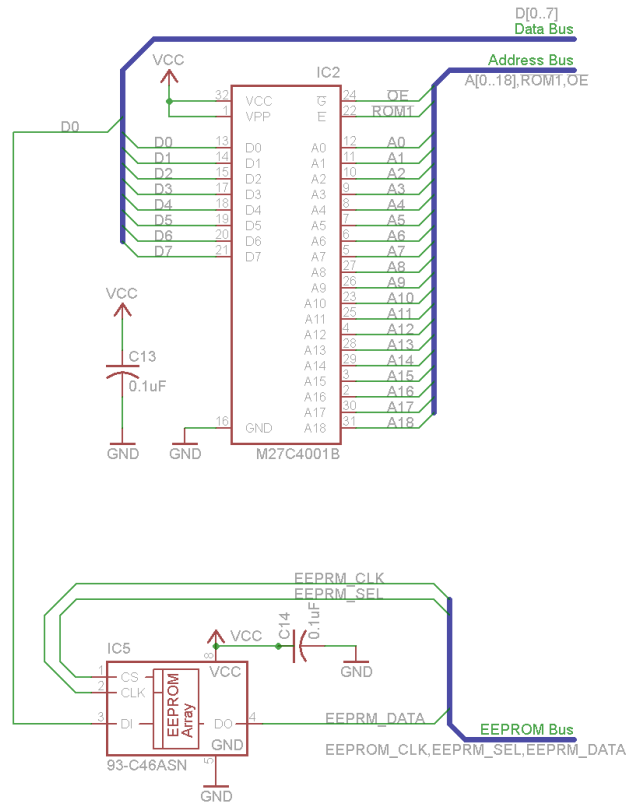 D[0..7]
Data Bus
VCC
Address Bus
IC2
A[0..18],ROM1,OE
32 VCC G 24 OE
1 VPP E 22 ROM1
D0
D0 13 D0 A0 12 A0
D1 14 D1 A1 11 A1
D2 15 D2 A2 10 A2
D3 17 D3 A3 9 A3
D4 18 D4 A4 8 A4
D5 19 D5 A5 7 A5
D6 20 D6 A6 6 A6
D7 21 D7 A7 5 A7
A8 27 A8
A9 26 A9
VCC
A10 23 A10
A11 25 A11
A12 4 A12
A13 28 A13
C13
A14 29 A14
A15 3 A15
0.1uF
A16 2 A16
A17 30 A17
16 GND A18 31 A18
GND
GND
M27C4001B
EEPRM_CLK
EEPRM_SEL
C14
0.1uF
IC5
VCC
8
VCC
GND
1 CS
2 CLK
EEPROM
Array
3 DI DO 4 EEPRM_DATA
GND
EEPROM Bus
EEPROM_CLK,EEPRM_SEL,EEPRM_DATA
5
93-C46ASN
GND